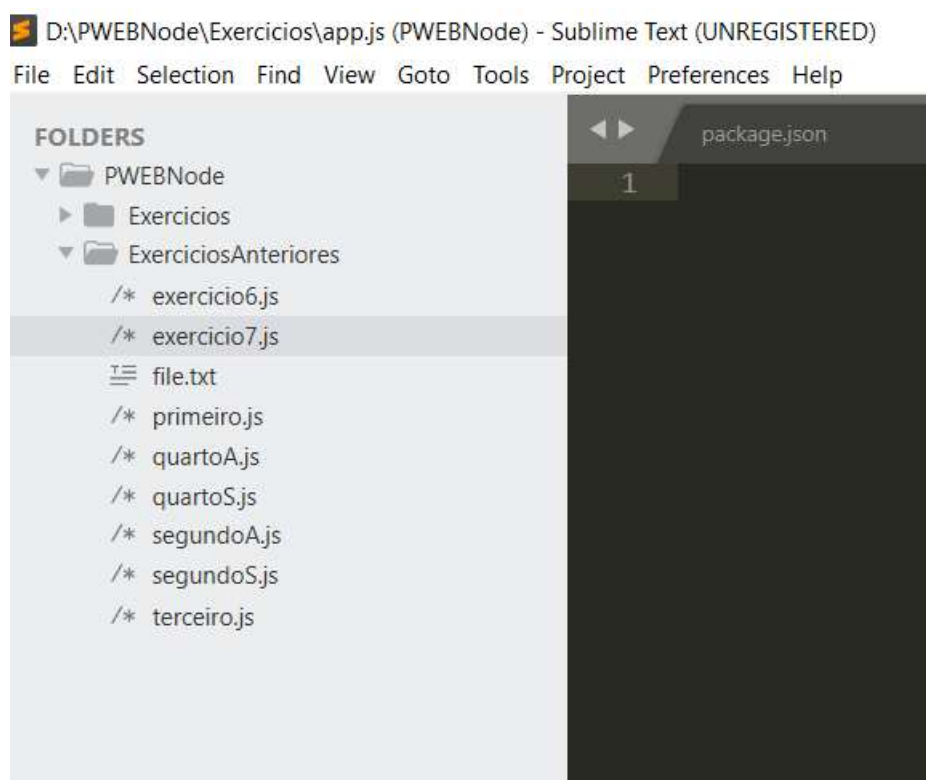 D:\PWEBNode\Exercicios\app.js (PWEBNode) - Sublime Text (UNREGISTERED)
File Edit Selection Find View Goto Tools Project Preferences Help
FOLDERS
PWEBNode
Exercicios
ExerciciosAnteriores
/* exercicio6.js
/* exercicio7.js
file.txt
/* primeiro.js
/* quartoA.js
/* quartoS.js
/* segundoA.js
/* segundoS.js
/* terceiro.js
package.json
1